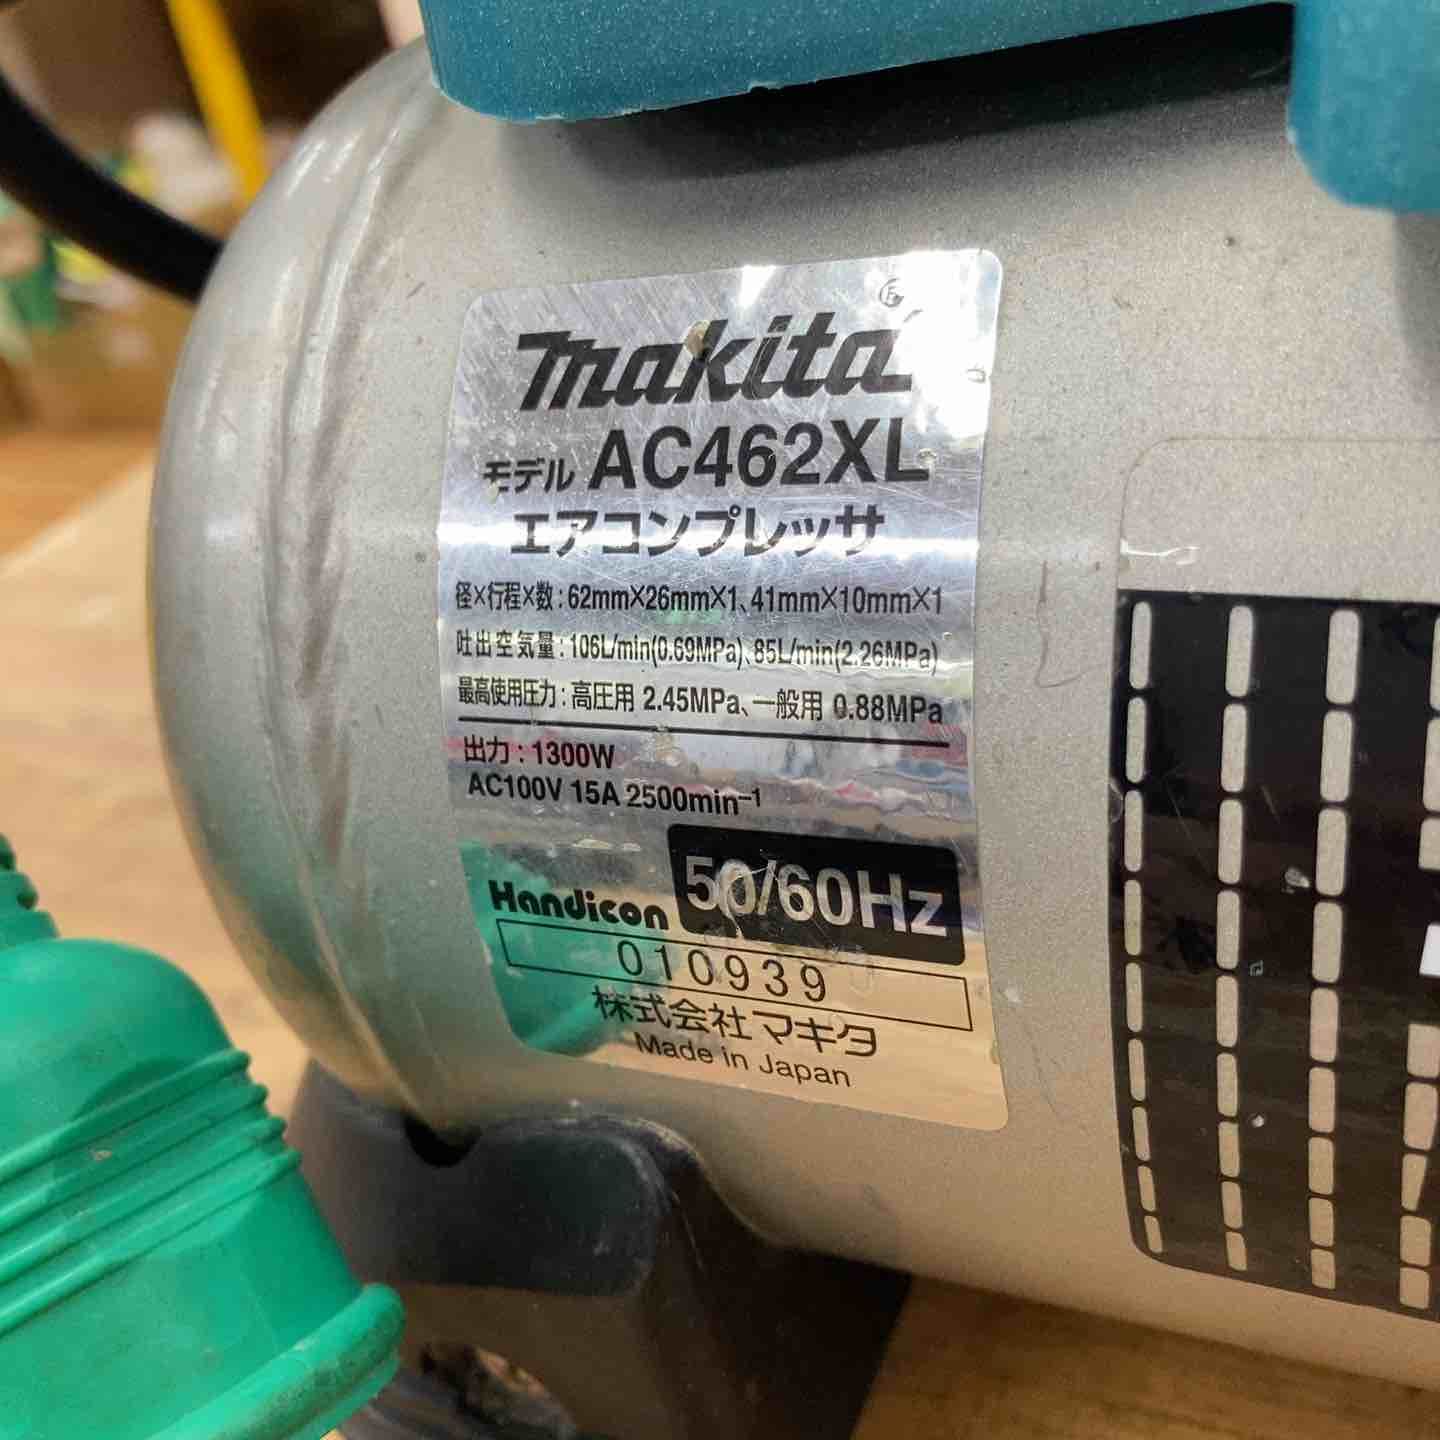 makita
モデル AC462XL
エアコンプレッサ
径×行程×数:62mm×26mm×1、41mm×10mm×1
吐出空気量:106L/min(0.69MPa)、85L/min(2.26MPa)
最高使用圧力:高圧用 2.45MPa、一般用 0.88MPa
出力:1300W
AC100V 15A 2500min⁻¹
Handicon 50/60Hz
010939
株式会社マキタ
Made in Japan